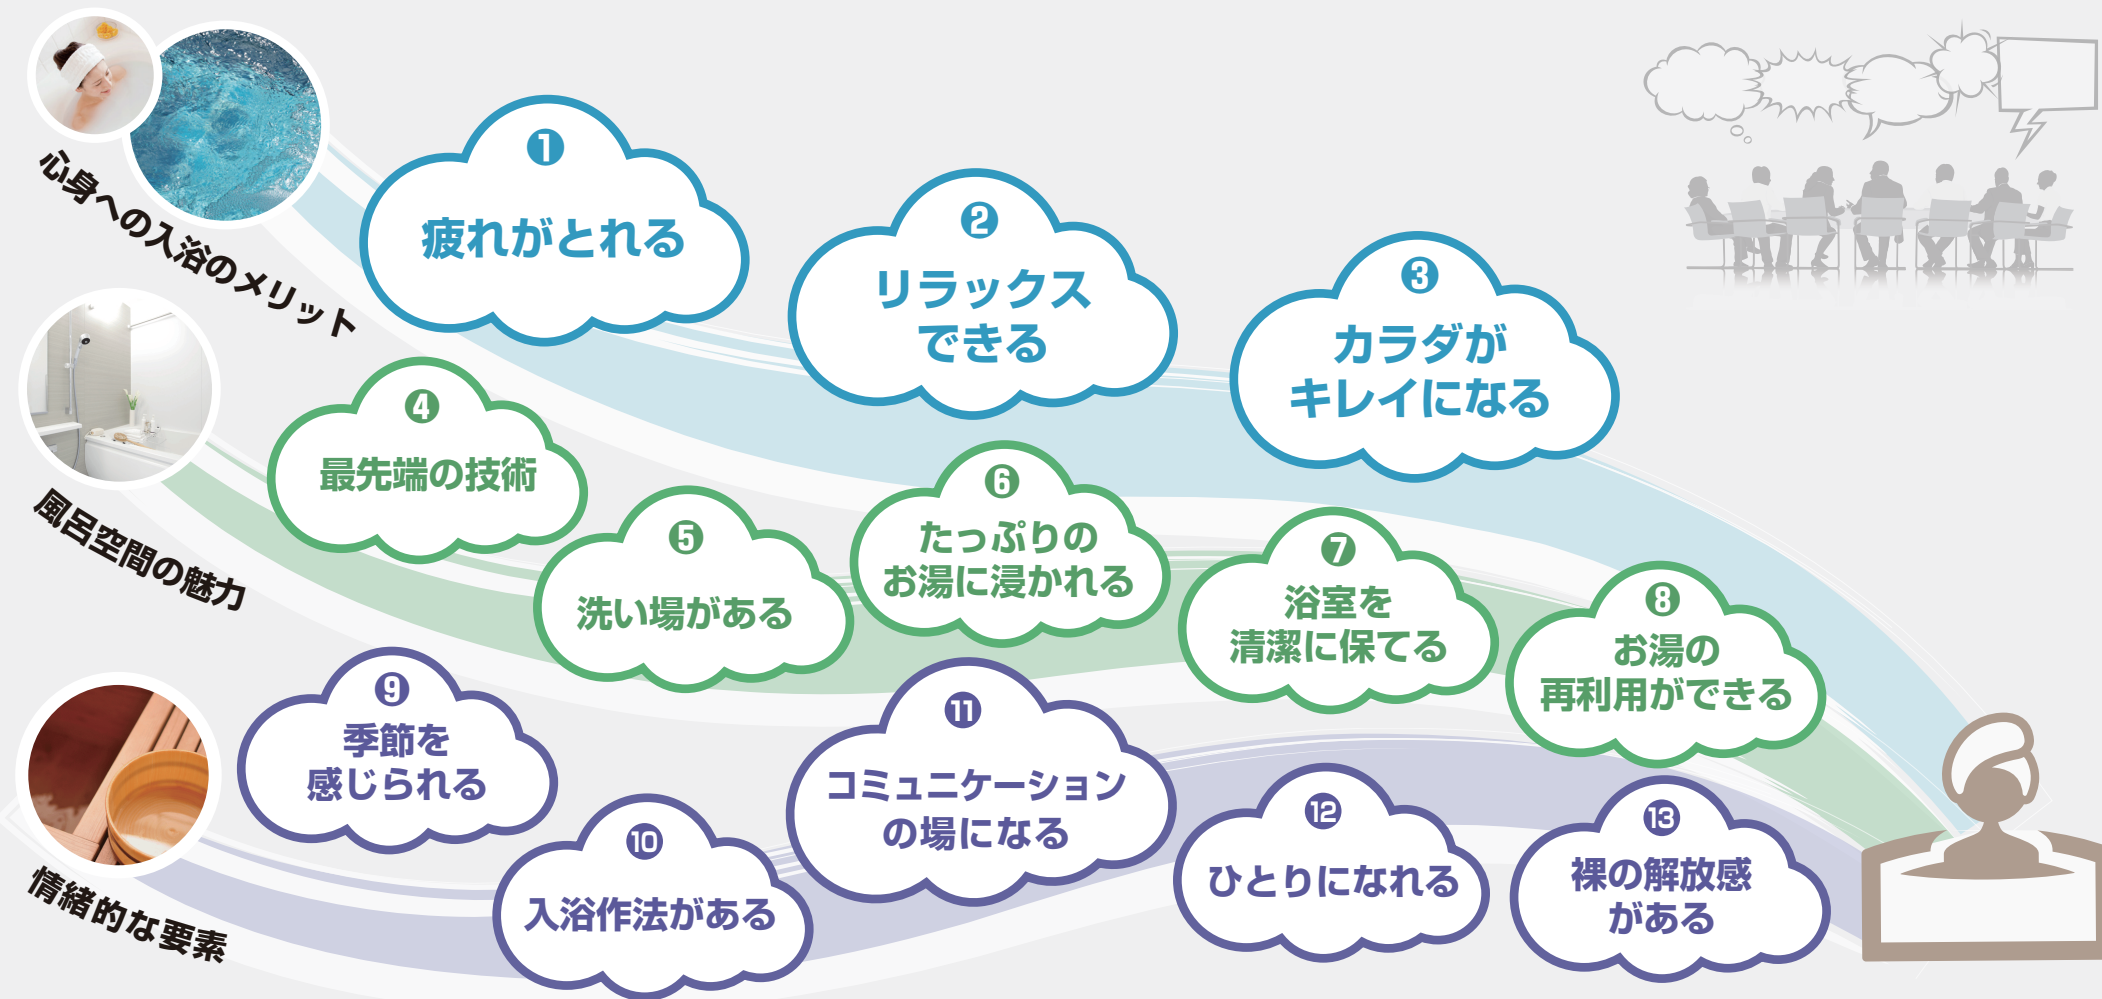 心身への入浴のメリット
❶
疲れがとれる
❷
リラックス
できる
❸
カラダが
キレイになる
風呂空間の魅力
❹
最先端の技術
❺
洗い場がある
❻
たっぷりの
お湯に浸かれる
❼
浴室を
清潔に保てる
❽
お湯の
再利用ができる
情緒的な要素
❾
季節を
感じられる
❿
入浴作法がある
⓫
コミュニケーション
の場になる
⓬
ひとりになれる
⓭
裸の解放感
がある